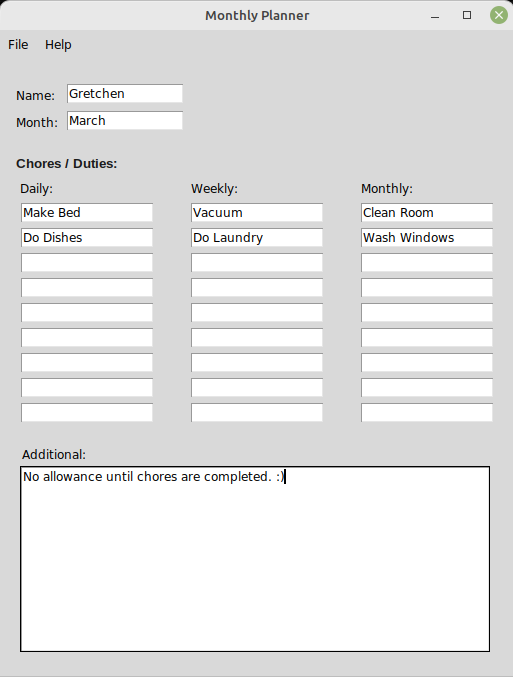 Monthly Planner
File Help
Name: Gretchen
Month: March
Chores / Duties:
Daily: Weekly: Monthly:
Make Bed Vacuum Clean Room
Do Dishes Do Laundry Wash Windows
Additional:
No allowance until chores are completed. :)